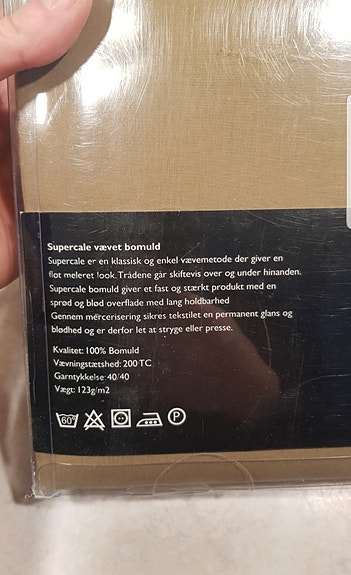 Supercale vævet bomuld
Supercale er en klassisk og enkel vævemetode der giver en
flot meleret look. Trådene går skiftevis over og under hinanden.
Supercale bomuld giver et fast og stærkt produkt med en
sprød og blød overflade med lang holdbarhed
Gennem mercerisering sikres tekstilet en permanent glans og
blødhed og er derfor let at stryge eller presse.
Kvalitet: 100% Bomuld
Vævningstætshed: 200 TC
Garntykkelse: 40/40
Vægt: 123g/m2
60° P